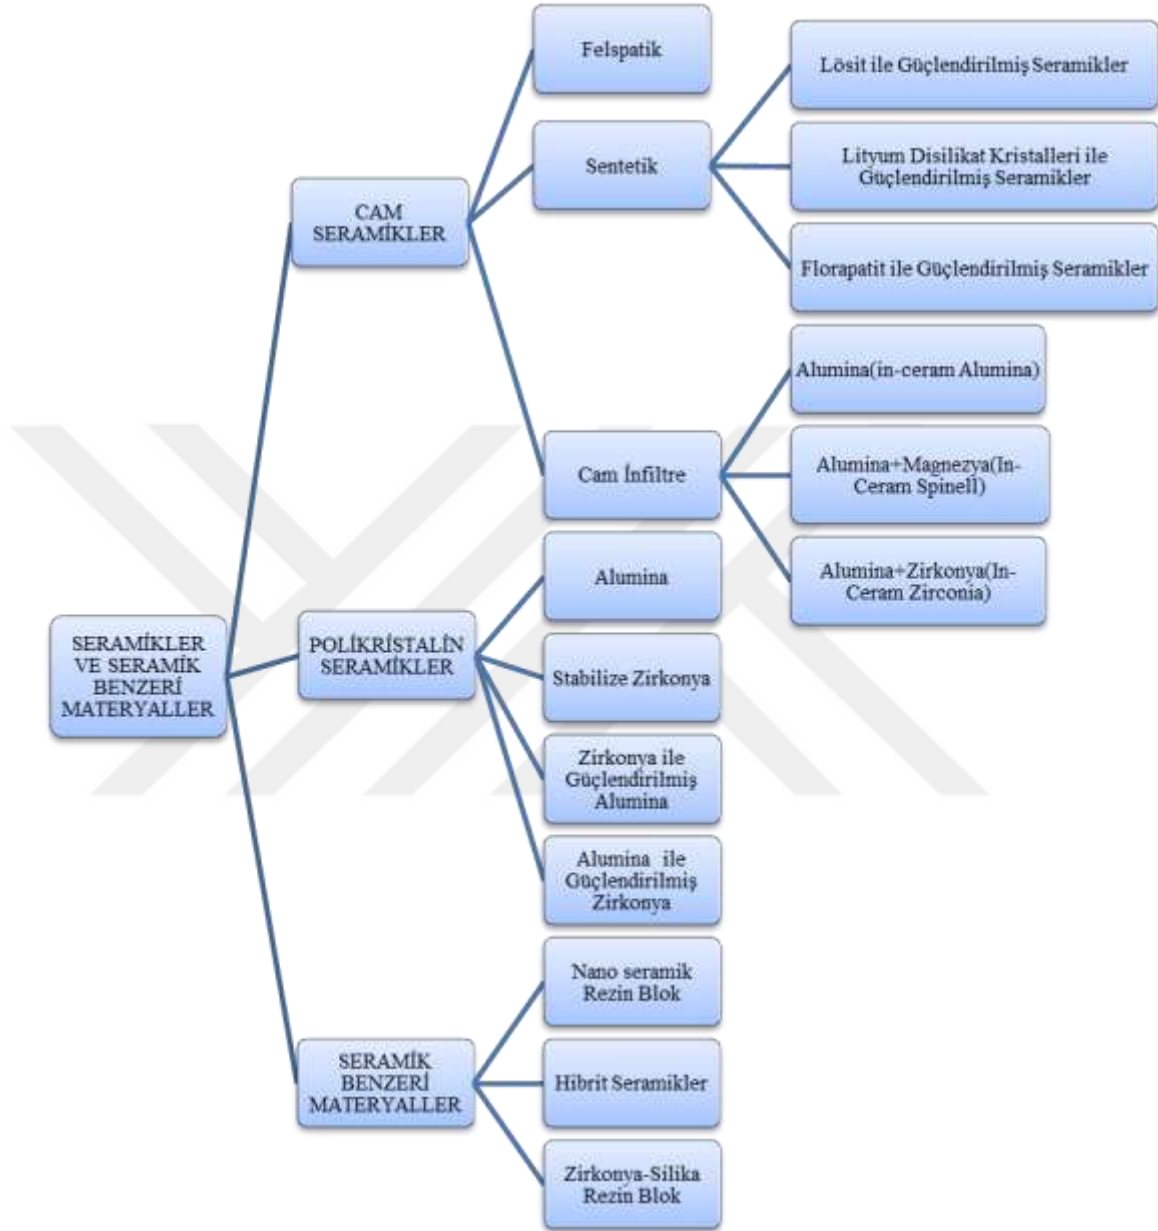 Felspatik
Lösit ile Güçlendirilmiş Seramikler
Sentetik
Lityum Disilikat Kristalleri ile
Güçlendirilmiş Seramikler
CAM
SERAMİKLER
Florapatit ile Güçlendirilmiş Seramikler
Alumina(in-ceram Alumina)
Cam İnfiltre
Alumina+Magnezya(In-
Ceram Spinell)
Alumina+Zirkonya(In-
Ceram Zirconia)
SERAMİKLER
VE SERAMİK
BENZERİ
MATERYALLER
POLİKRİSTALİN
SERAMİKLER
Alumina
Stabilize Zirkonya
Zirkonya ile
Güçlendirilmiş
Alumina
Alumina ile
Güçlendirilmiş
Zirkonya
SERAMİK
BENZERİ
MATERYALLER
Nano seramik
Rezin Blok
Hibrit Seramikler
Zirkonya-Silika
Rezin Blok